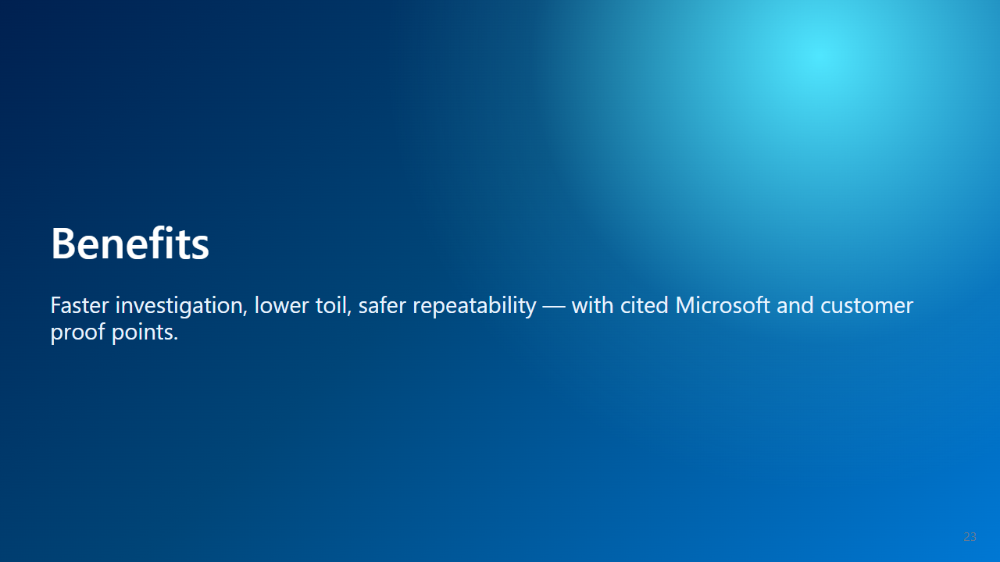 Benefits
Faster investigation, lower toil, safer repeatability — with cited Microsoft and customer
proof points.
23